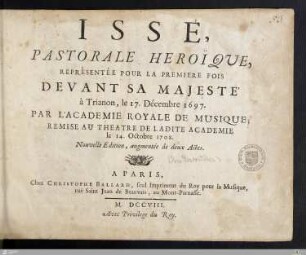 ISSÉ,
PASTORALE HEROÏQUE,
REPRÉSENTÉE POUR LA PREMIERE FOIS
DEVANT SA MAJESTÉ
à Trianon, le 17. Décembre 1697.
PAR L'ACADEMIE ROYALE DE MUSIQUE,
REMISE AU THEATRE DE LADITE ACADEMIE
le 14. Octobre 1708.
Nouvelle Edition, augmentée de deux Actes.
A PARIS,
Chez CHRISTOPHE BALLARD, seul Imprimeur du Roy pour la Musique,
ruë Saint Jean de Beauvais, au Mont-Parnasse.
M. DCCVIII.
Avec Privilege du Roy.